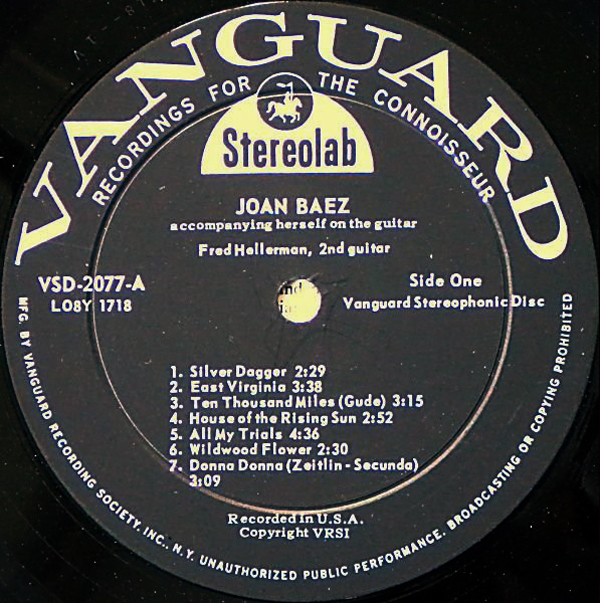 VANGUARD
RECORDINGS FOR THE CONNOISSEUR
Stereolab
JOAN BAEZ
accompanying herself on the guitar
Fred Hellerman, 2nd guitar
VSD-2077-A
LO8Y 1718
Side One
Vanguard Stereophonic Disc
1. Silver Dagger 2:29
2. East Virginia 3:38
3. Ten Thousand Miles (Gude) 3:15
4. House of the Rising Sun 2:52
5. All My Trials 4:36
6. Wildwood Flower 2:30
7. Donna Donna (Zeitlin - Secunda)
3:09
Recorded in U.S.A.
Copyright VRSI
MFG. BY VANGUARD RECORDING SOCIETY, INC., N.Y. UNAUTHORIZED PUBLIC PERFORMANCE, BROADCASTING OR COPYING PROHIBITED